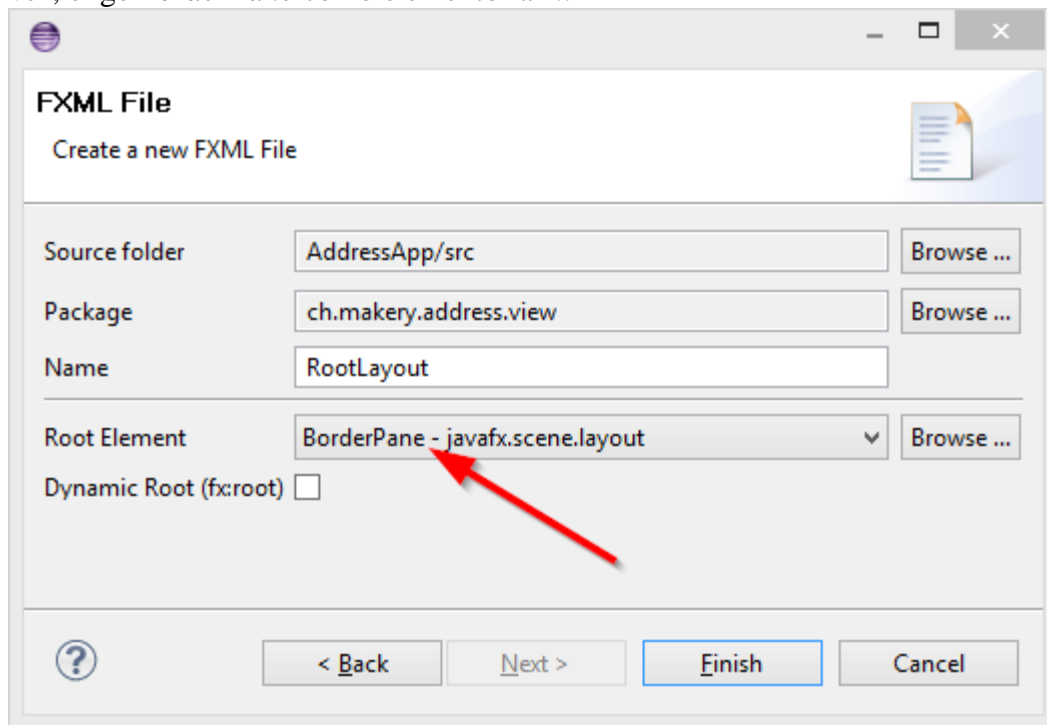 FXML File
Create a new FXML File
Source folder AddressApp/src Browse ...
Package ch.makery.address.view Browse ...
Name RootLayout
Root Element BorderPane - javafx.scene.layout Browse ...
Dynamic Root (fx:root)
? < Back Next > Finish Cancel